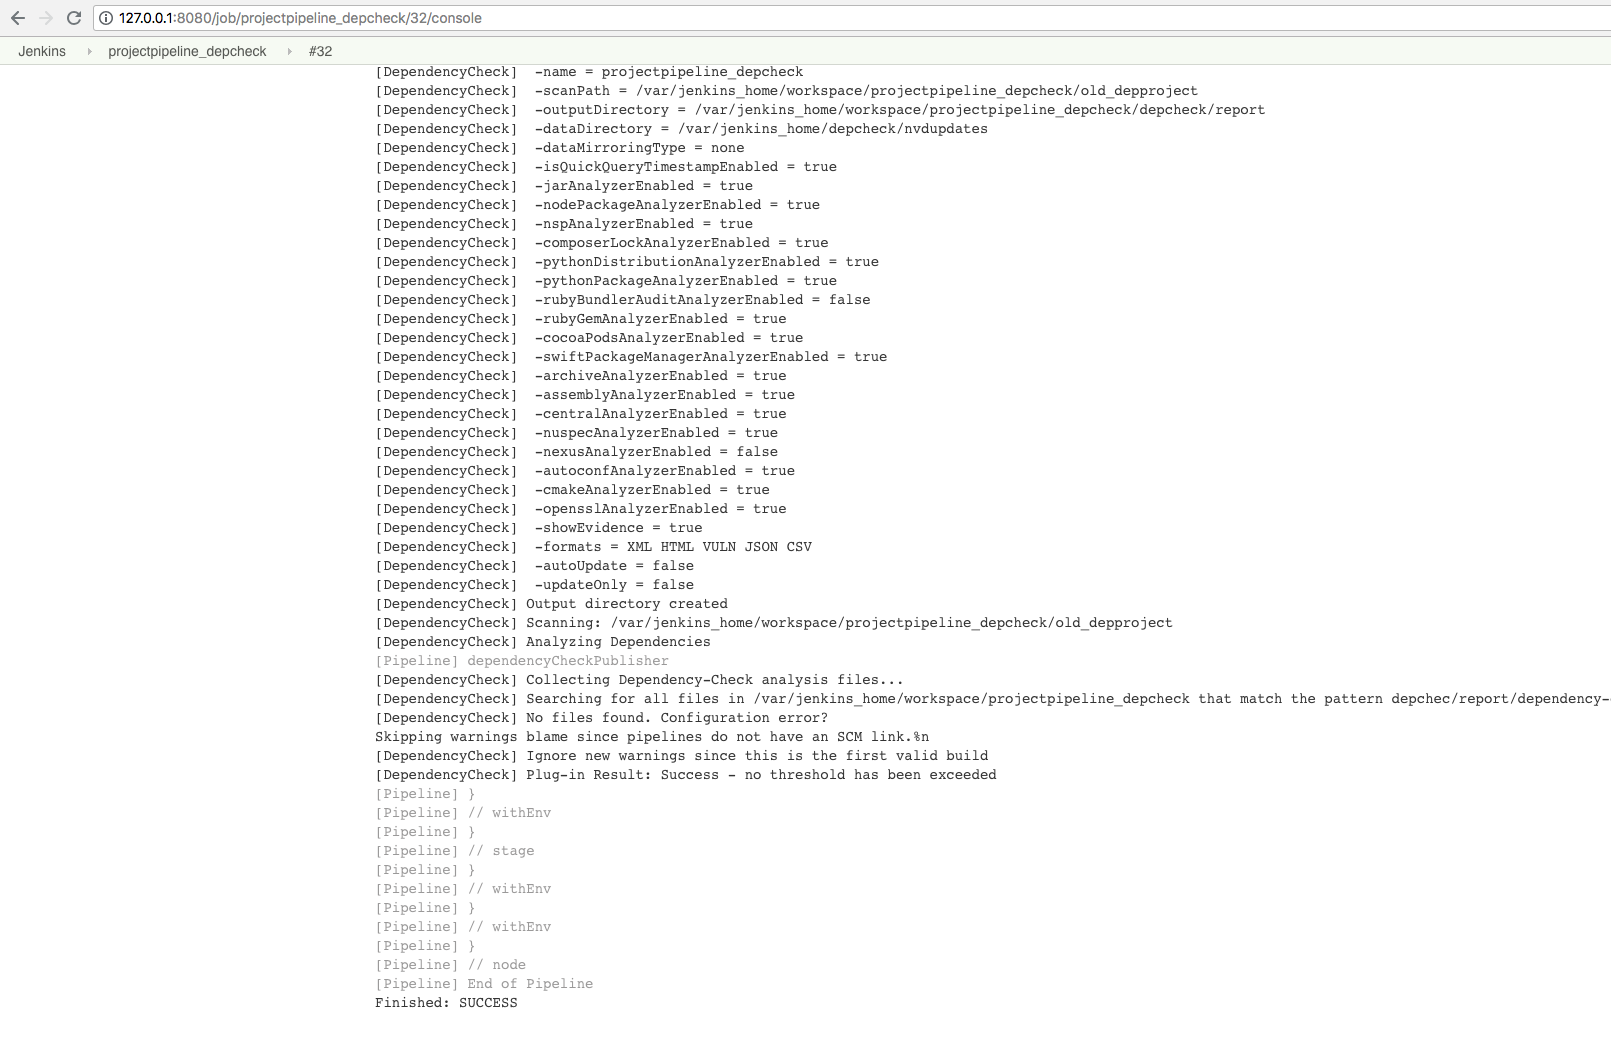 127.0.0.1:8080/job/projectpipeline_depcheck/32/console
Jenkins projectpipeline_depcheck #32
[DependencyCheck]  -name = projectpipeline_depcheck
[DependencyCheck]  -scanPath = /var/jenkins_home/workspace/projectpipeline_depcheck/old_depproject
[DependencyCheck]  -outputDirectory = /var/jenkins_home/workspace/projectpipeline_depcheck/depcheck/report
[DependencyCheck]  -dataDirectory = /var/jenkins_home/depcheck/nvdupdates
[DependencyCheck]  -dataMirroringType = none
[DependencyCheck]  -isQuickQueryTimestampEnabled = true
[DependencyCheck]  -jarAnalyzerEnabled = true
[DependencyCheck]  -nodePackageAnalyzerEnabled = true
[DependencyCheck]  -nspAnalyzerEnabled = true
[DependencyCheck]  -composerLockAnalyzerEnabled = true
[DependencyCheck]  -pythonDistributionAnalyzerEnabled = true
[DependencyCheck]  -pythonPackageAnalyzerEnabled = true
[DependencyCheck]  -rubyBundlerAuditAnalyzerEnabled = false
[DependencyCheck]  -rubyGemAnalyzerEnabled = true
[DependencyCheck]  -cocoaPodsAnalyzerEnabled = true
[DependencyCheck]  -swiftPackageManagerAnalyzerEnabled = true
[DependencyCheck]  -archiveAnalyzerEnabled = true
[DependencyCheck]  -assemblyAnalyzerEnabled = true
[DependencyCheck]  -centralAnalyzerEnabled = true
[DependencyCheck]  -nuspecAnalyzerEnabled = true
[DependencyCheck]  -nexusAnalyzerEnabled = false
[DependencyCheck]  -autoconfAnalyzerEnabled = true
[DependencyCheck]  -cmakeAnalyzerEnabled = true
[DependencyCheck]  -opensslAnalyzerEnabled = true
[DependencyCheck]  -showEvidence = true
[DependencyCheck]  -formats = XML HTML VULN JSON CSV
[DependencyCheck]  -autoUpdate = false
[DependencyCheck]  -updateOnly = false
[DependencyCheck] Output directory created
[DependencyCheck] Scanning: /var/jenkins_home/workspace/projectpipeline_depcheck/old_depproject
[DependencyCheck] Analyzing Dependencies
[Pipeline] dependencyCheckPublisher
[DependencyCheck] Collecting Dependency-Check analysis files...
[DependencyCheck] Searching for all files in /var/jenkins_home/workspace/projectpipeline_depcheck that match the pattern depchec/report/dependency-
[DependencyCheck] No files found. Configuration error?
Skipping warnings blame since pipelines do not have an SCM link.%n
[DependencyCheck] Ignore new warnings since this is the first valid build
[DependencyCheck] Plug-in Result: Success - no threshold has been exceeded
[Pipeline] }
[Pipeline] // withEnv
[Pipeline] }
[Pipeline] // stage
[Pipeline] }
[Pipeline] // withEnv
[Pipeline] }
[Pipeline] // withEnv
[Pipeline] }
[Pipeline] // node
[Pipeline] End of Pipeline
Finished: SUCCESS